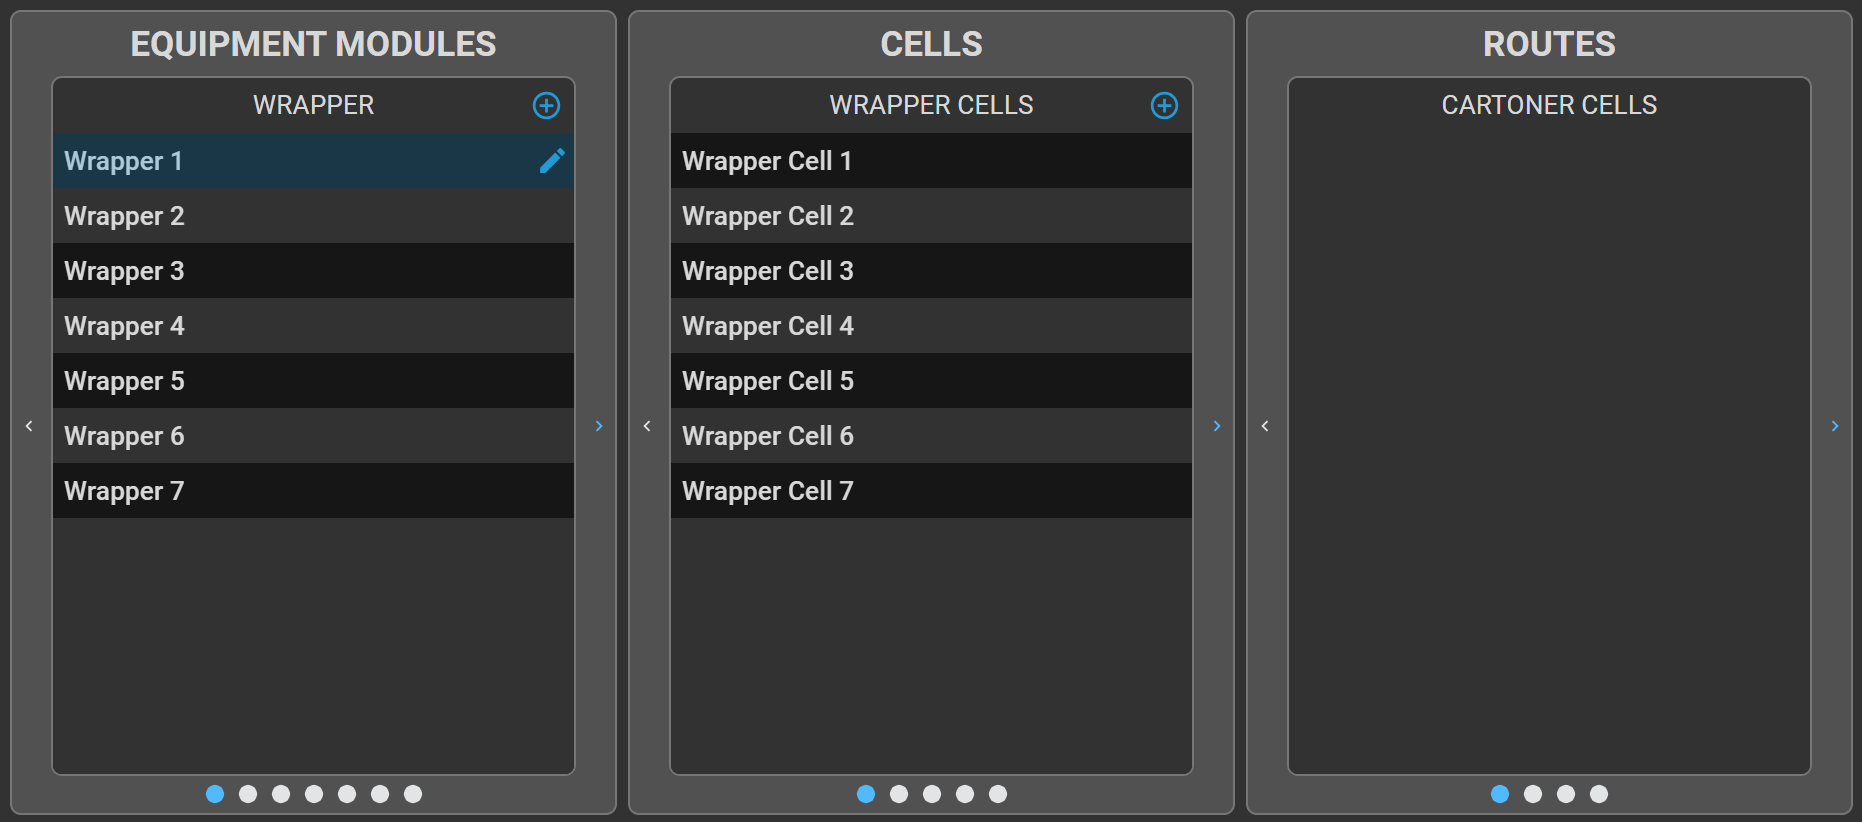 EQUIPMENT MODULES
WRAPPER
Wrapper 1
Wrapper 2
Wrapper 3
Wrapper 4
Wrapper 5
Wrapper 6
Wrapper 7
CELLS
WRAPPER CELLS
Wrapper Cell 1
Wrapper Cell 2
Wrapper Cell 3
Wrapper Cell 4
Wrapper Cell 5
Wrapper Cell 6
Wrapper Cell 7
ROUTES
CARTONER CELLS